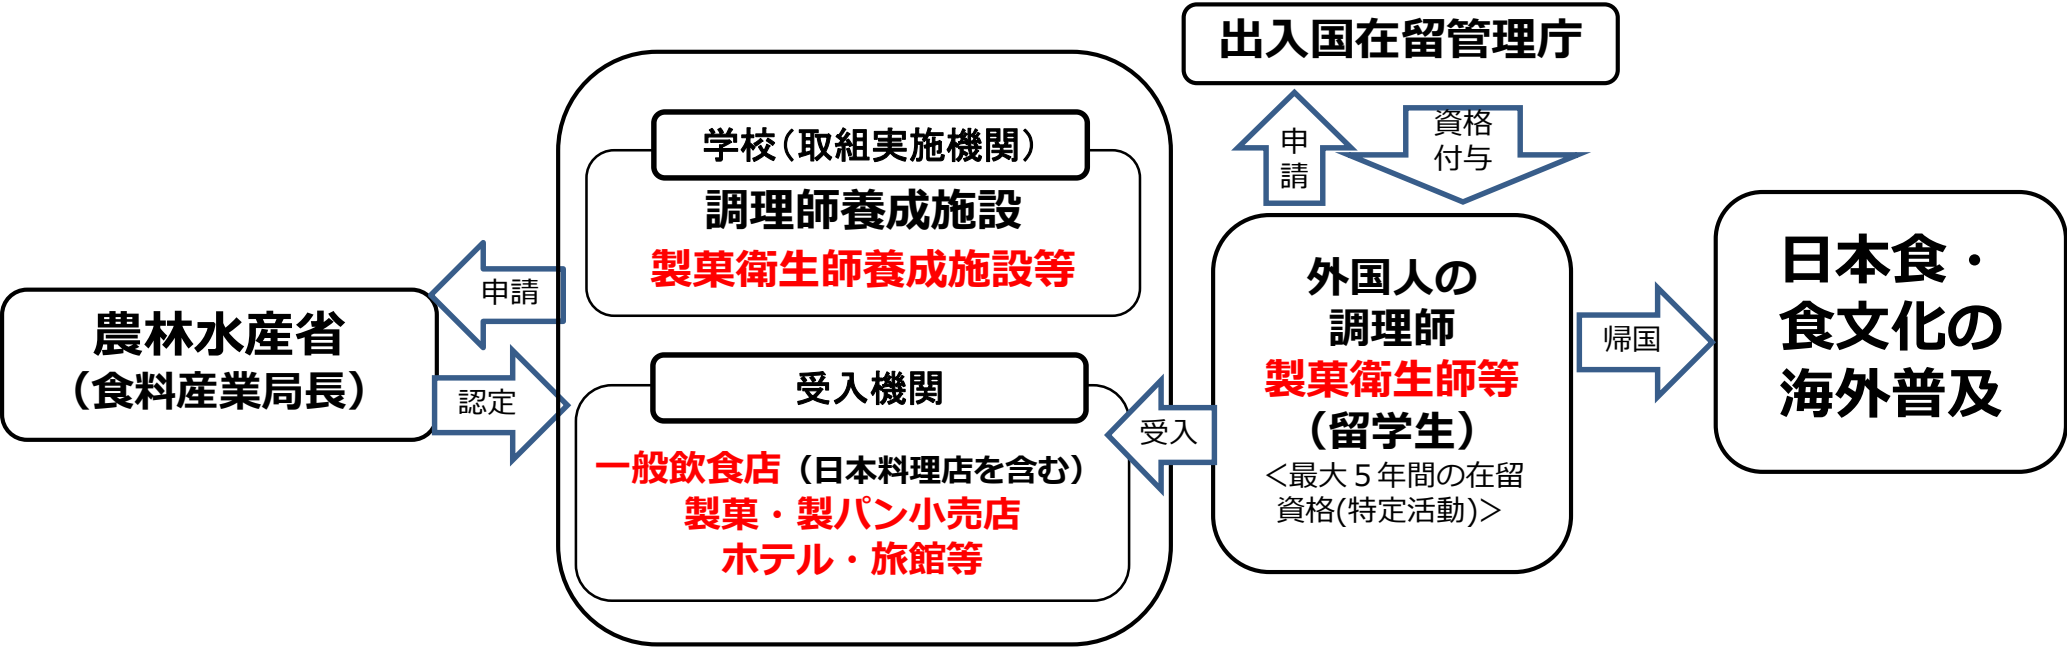 農林水産省
（食料産業局長）
申請
認定
学校（取組実施機関）
調理師養成施設
製菓衛生師養成施設等
受入機関
一般飲食店（日本料理店を含む）
製菓・製パン小売店
ホテル・旅館等
受入
出入国在留管理庁
申
請
資格
付与
外国人の
調理師
製菓衛生師等
（留学生）
＜最大５年間の在留
資格(特定活動)＞
帰国
日本食・
食文化の
海外普及